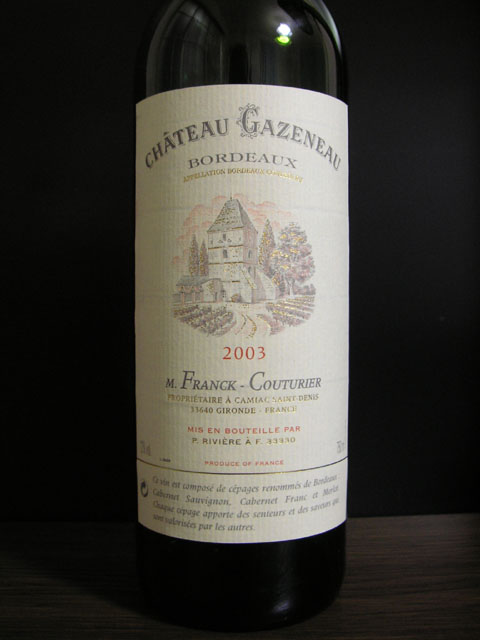 CHÂTEAU GAZENEAU
BORDEAUX
APPELLATION BORDEAUX CONTRÔLÉE
2003
M. FRANCK - COUTURIER
PROPRIÉTAIRE À CAMIAC SAINT-DENIS
33640 GIRONDE - FRANCE
MIS EN BOUTEILLE PAR
P. RIVIÈRE À F. 33330
PRODUCE OF FRANCE
Ce vin est composé de cépages renommés de Bordeaux
Cabernet Sauvignon, Cabernet Franc et Merlot.
Chaque cépage apporte des senteurs et des saveurs qui
sont valorisées par les autres.